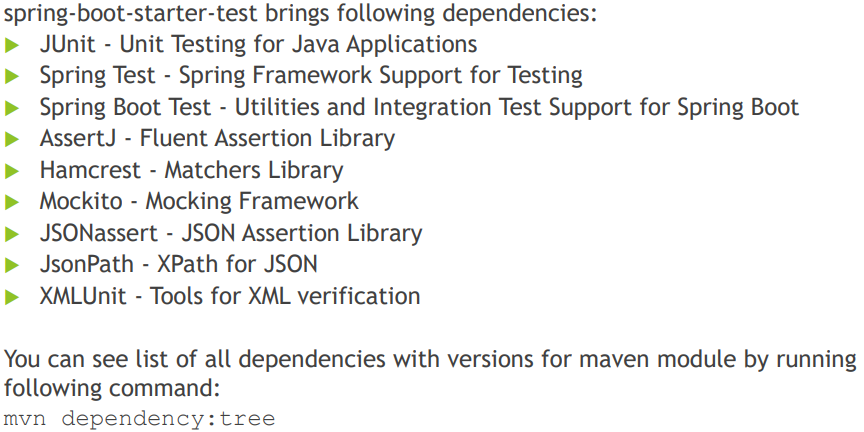 spring-boot-starter-test brings following dependencies:
JUnit - Unit Testing for Java Applications
Spring Test - Spring Framework Support for Testing
Spring Boot Test - Utilities and Integration Test Support for Spring Boot
AssertJ - Fluent Assertion Library
Hamcrest - Matchers Library
Mockito - Mocking Framework
JSONassert - JSON Assertion Library
JsonPath - XPath for JSON
XMLUnit - Tools for XML verification
You can see list of all dependencies with versions for maven module by running
following command:
mvn dependency:tree